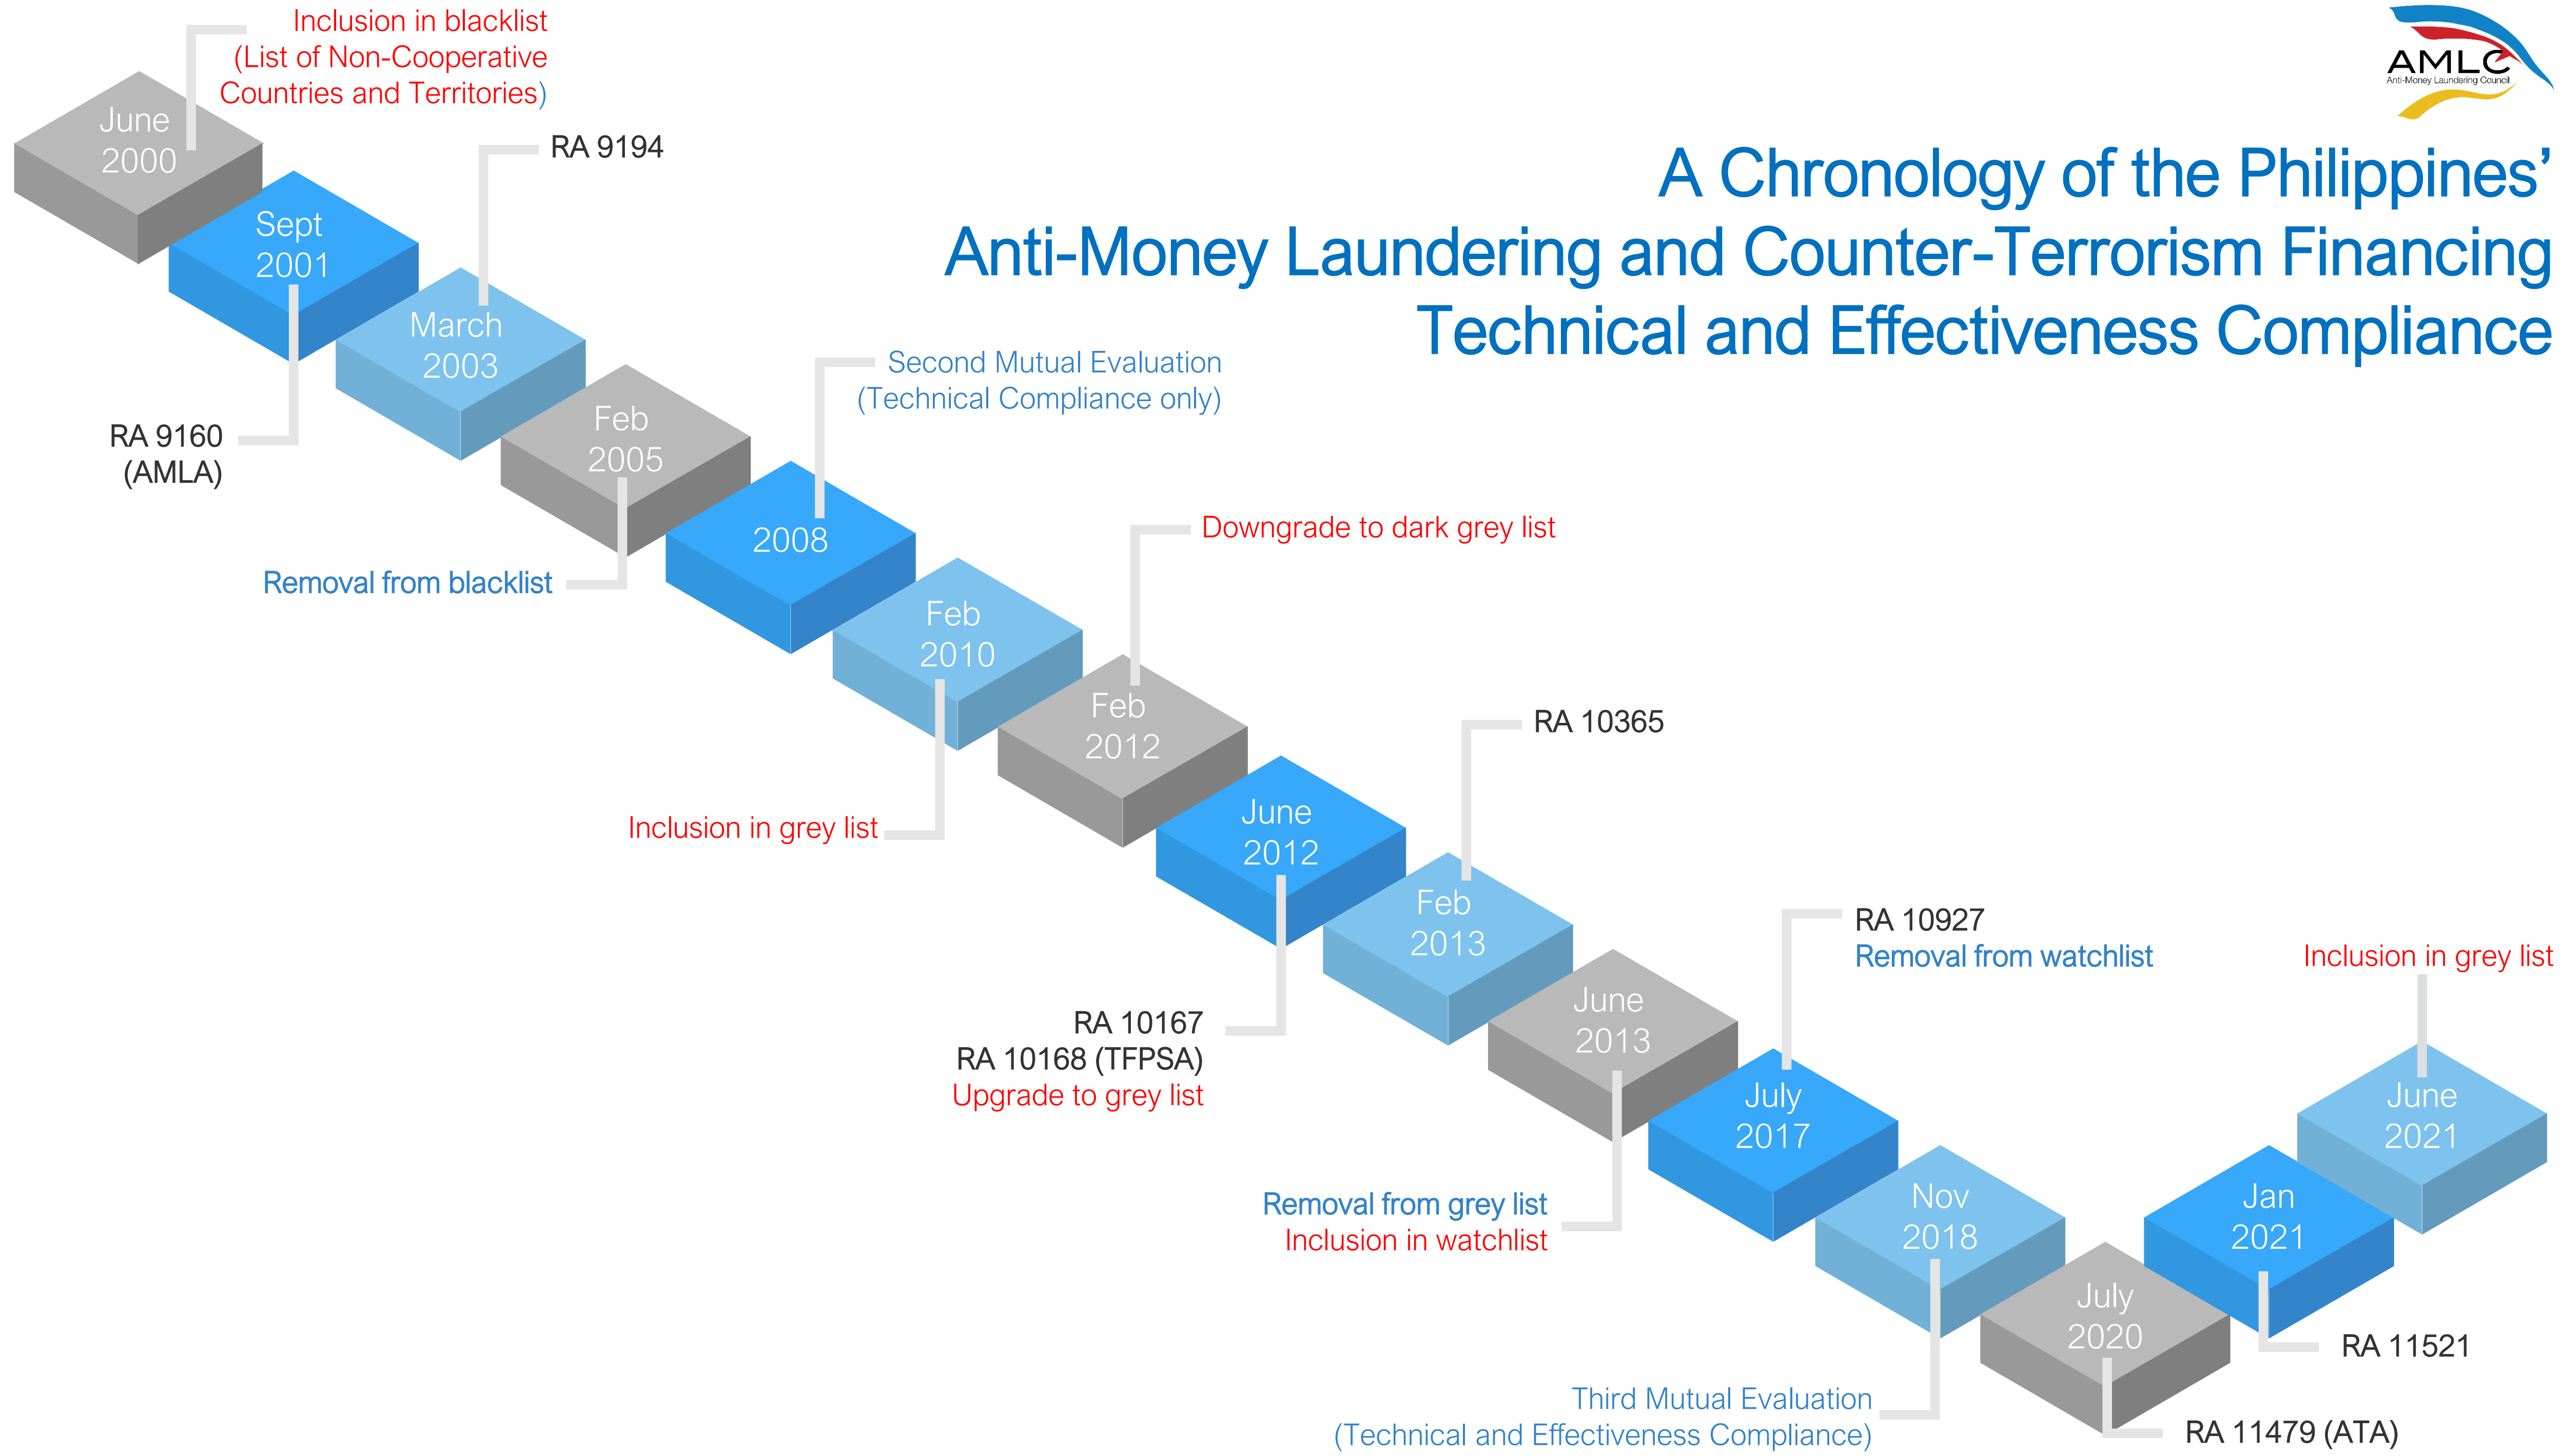 AMLC
Anti-Money Laundering Council
A Chronology of the Philippines’
Anti-Money Laundering and Counter-Terrorism Financing
Technical and Effectiveness Compliance
June
2000
Inclusion in blacklist
(List of Non-Cooperative
Countries and Territories)
Sept
2001
RA 9160
(AMLA)
March
2003
RA 9194
Feb
2005
Removal from blacklist
2008
Second Mutual Evaluation
(Technical Compliance only)
Feb
2010
Inclusion in grey list
Feb
2012
Downgrade to dark grey list
June
2012
RA 10167
RA 10168 (TFPSA)
Upgrade to grey list
Feb
2013
RA 10365
June
2013
Removal from grey list
Inclusion in watchlist
July
2017
RA 10927
Removal from watchlist
Nov
2018
Third Mutual Evaluation
(Technical and Effectiveness Compliance)
July
2020
RA 11479 (ATA)
Jan
2021
RA 11521
June
2021
Inclusion in grey list